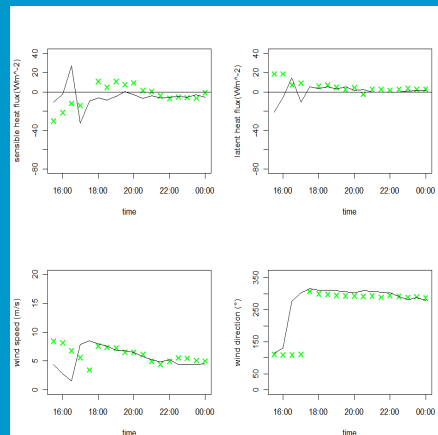 sensible heat flux(Wm^-2)
-80 -40 0 20 40
16:00 18:00 20:00 22:00 00:00
time
latent heat flux(Wm^-2)
-80 -40 0 20 40
16:00 18:00 20:00 22:00 00:00
time
wind speed (m/s)
0 5 10 15 20
16:00 18:00 20:00 22:00 00:00
time
wind direction (°)
0 50 150 250 350
16:00 18:00 20:00 22:00 00:00
time